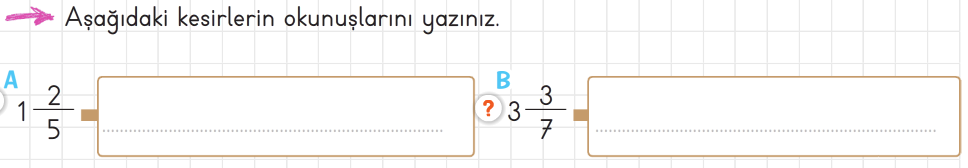 Aşağıdaki kesirlerin okunuşlarını yazınız.
A
1 2/5
B
? 3 3/7